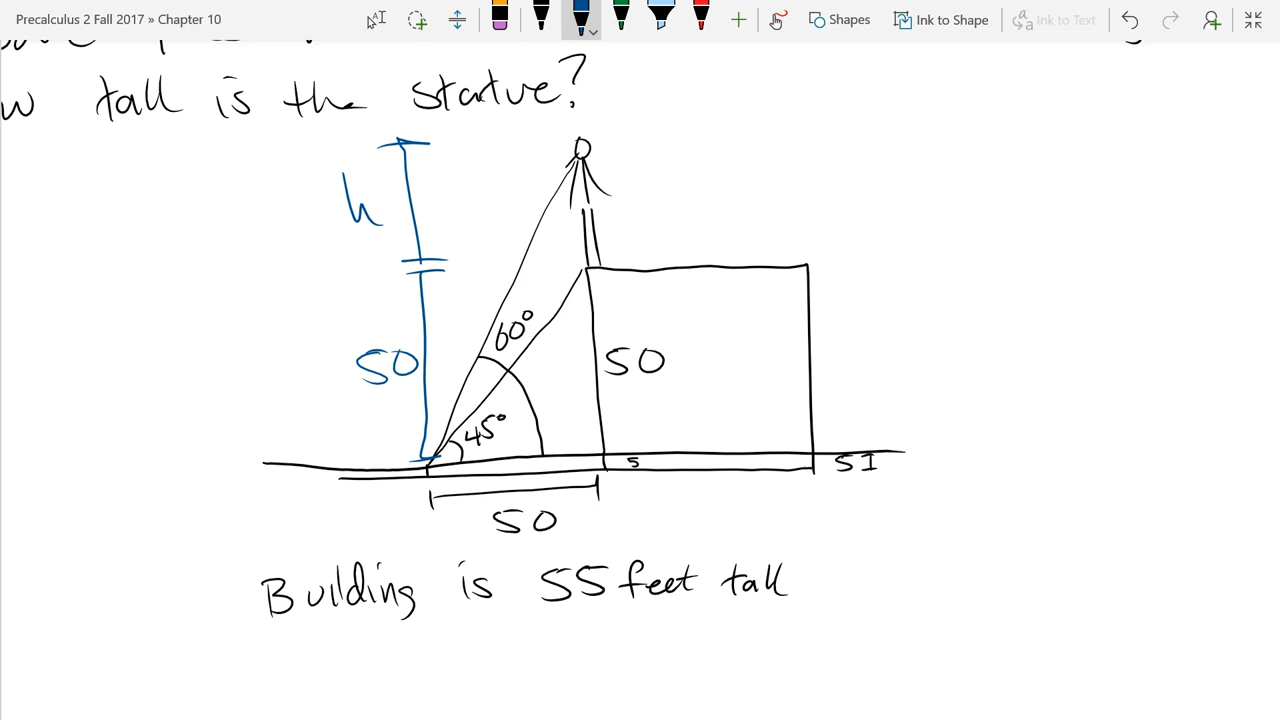 Precalculus 2 Fall 2017 » Chapter 10
Shapes
Ink to Shape
Ink to Text
tall is the statue?
h
60°
50
50
45°
5
5I
50
Building is 55 feet tall